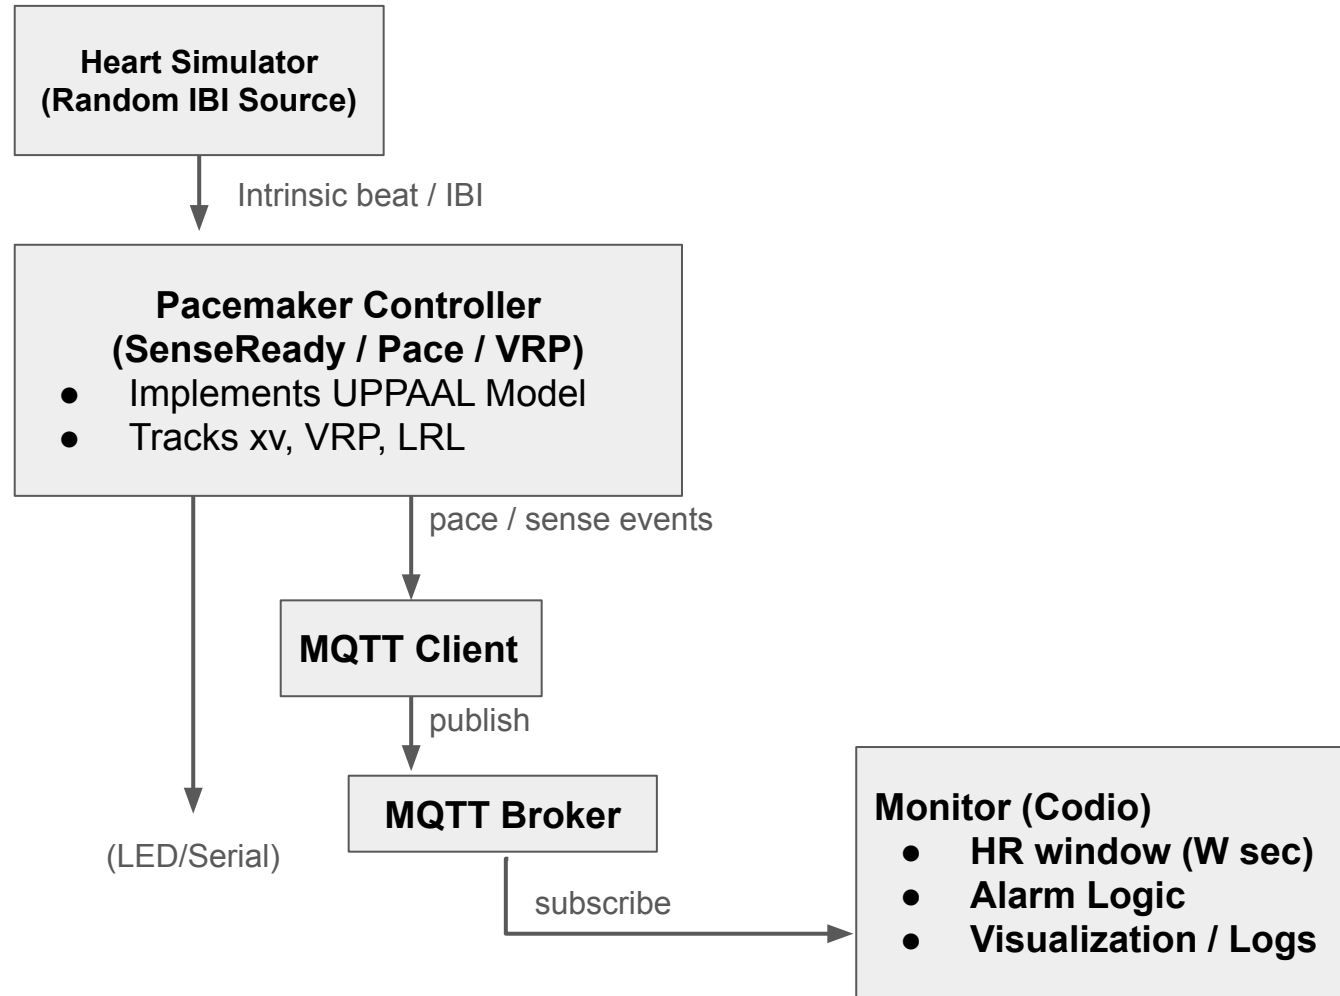 Heart Simulator
(Random IBI Source)
Intrinsic beat / IBI
Pacemaker Controller
(SenseReady / Pace / VRP)
● Implements UPPAAL Model
● Tracks xv, VRP, LRL
pace / sense events
MQTT Client
publish
MQTT Broker
(LED/Serial)
subscribe
Monitor (Codio)
● HR window (W sec)
● Alarm Logic
● Visualization / Logs